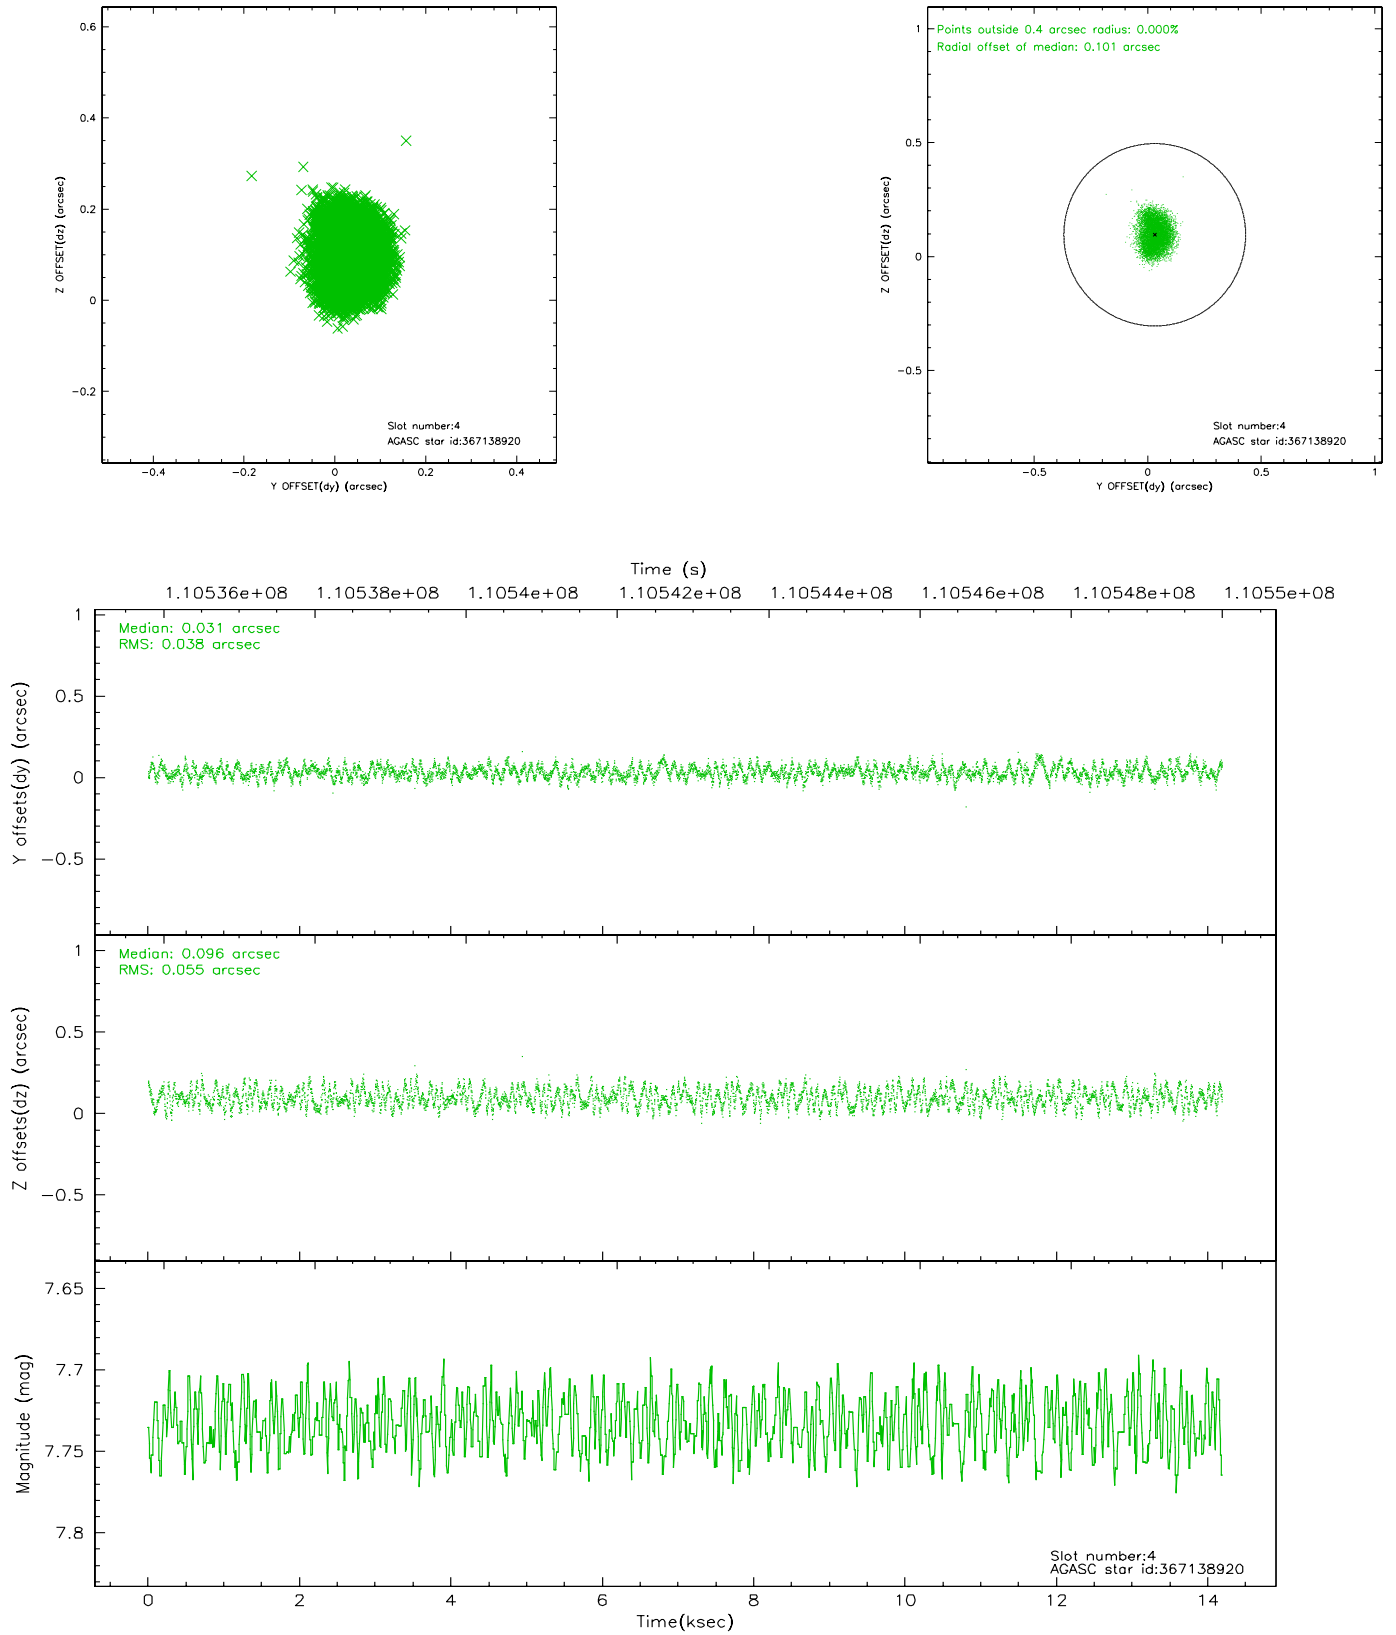 0.6
0.4
0.2
0
−0.2
Z OFFSET(dz) (arcsec)
Slot number:4
AGASC star id:367138920
−0.4 −0.2 0 0.2 0.4
Y OFFSET(dy) (arcsec)
Points outside 0.4 arcsec radius: 0.000%
Radial offset of median: 0.101 arcsec
1
0.5
0
−0.5
Z OFFSET(dz) (arcsec)
Slot number:4
AGASC star id:367138920
−0.5 0 0.5 1
Y OFFSET(dy) (arcsec)
Time (s)
1.10536e+08 1.10538e+08 1.1054e+08 1.10542e+08 1.10544e+08 1.10546e+08 1.10548e+08 1.1055e+08
Median: 0.031 arcsec
RMS: 0.038 arcsec
1
0.5
0
−0.5
Y offsets(dy) (arcsec)
Median: 0.096 arcsec
RMS: 0.055 arcsec
1
0.5
0
−0.5
Z offsets(dz) (arcsec)
7.65
7.7
7.75
7.8
Magnitude (mag)
Slot number:4
AGASC star id:367138920
0 2 4 6 8 10 12 14
Time(ksec)